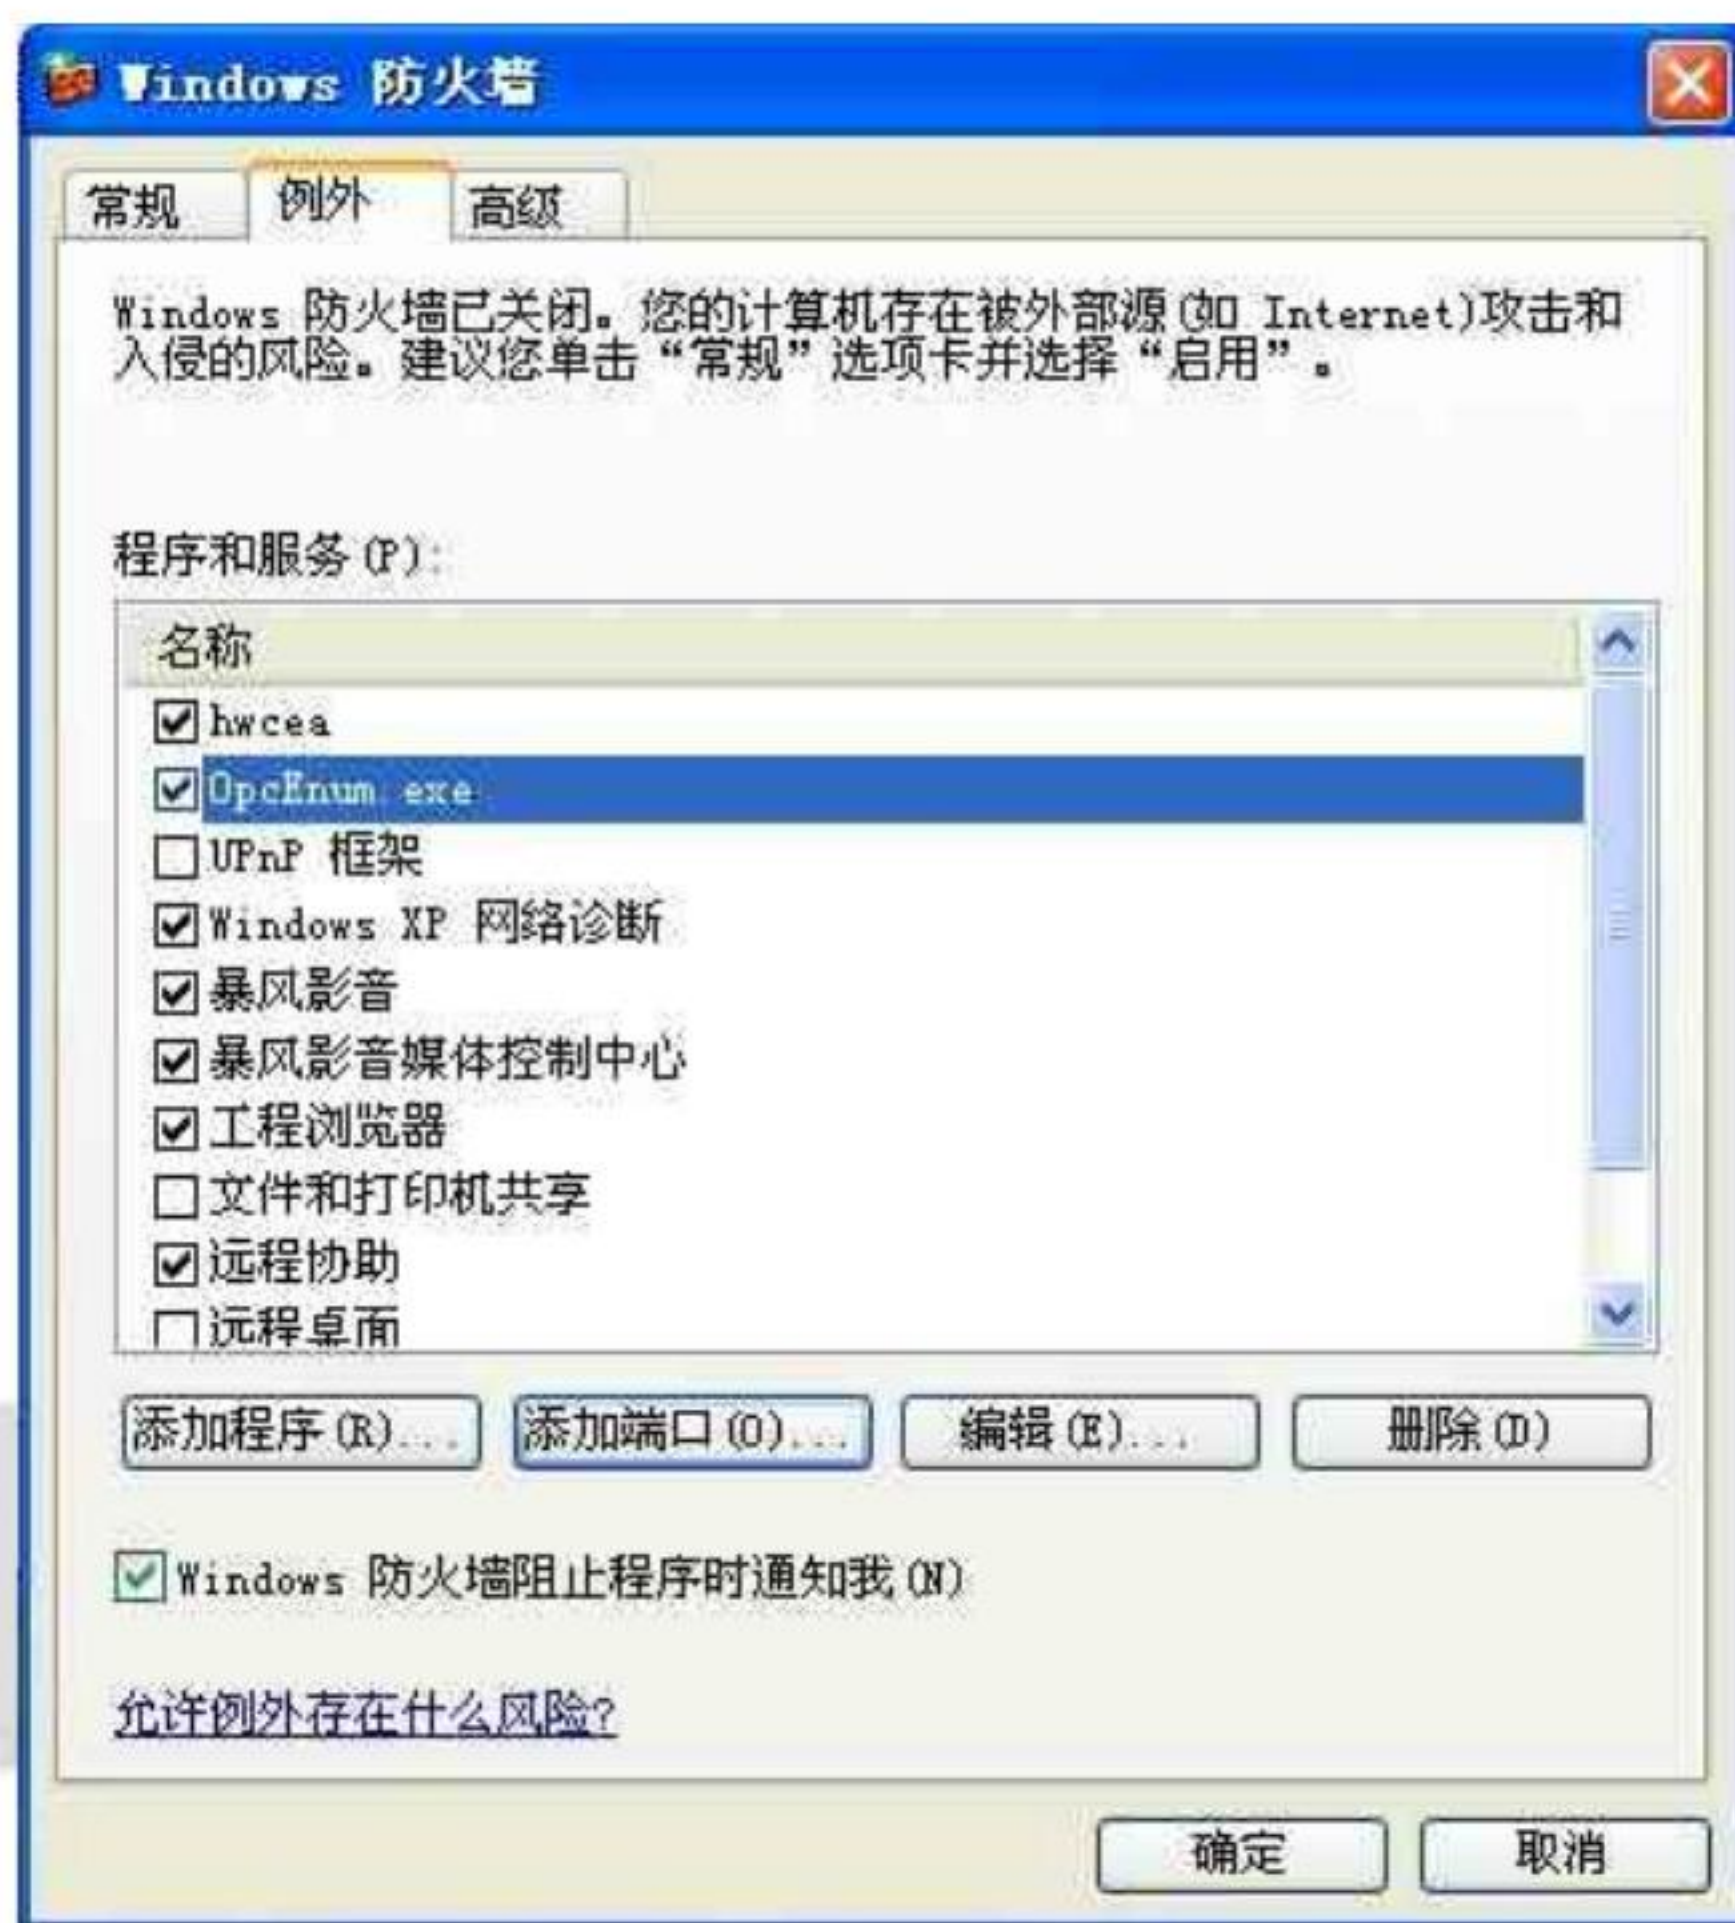 Windows 防火墙
常规
例外
高级
Windows 防火墙已关闭。您的计算机存在被外部源(如 Internet)攻击和
入侵的风险。建议您单击“常规”选项卡并选择“启用”。
程序和服务(P):
名称
hwcea
OpcEnum.exe
UPnP 框架
Windows XP 网络诊断
暴风影音
暴风影音媒体控制中心
工程浏览器
文件和打印机共享
远程协助
远程桌面
添加程序(R)... 添加端口(O)... 编辑(E)... 删除(D)
Windows 防火墙阻止程序时通知我(N)
允许例外存在什么风险?
确定 取消